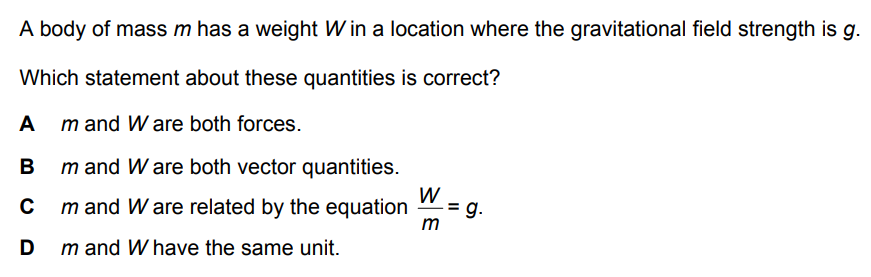 A body of mass m has a weight W in a location where the gravitational field strength is g.
Which statement about these quantities is correct?
A m and W are both forces.
B m and W are both vector quantities.
C m and W are related by the equation W/m = g.
D m and W have the same unit.